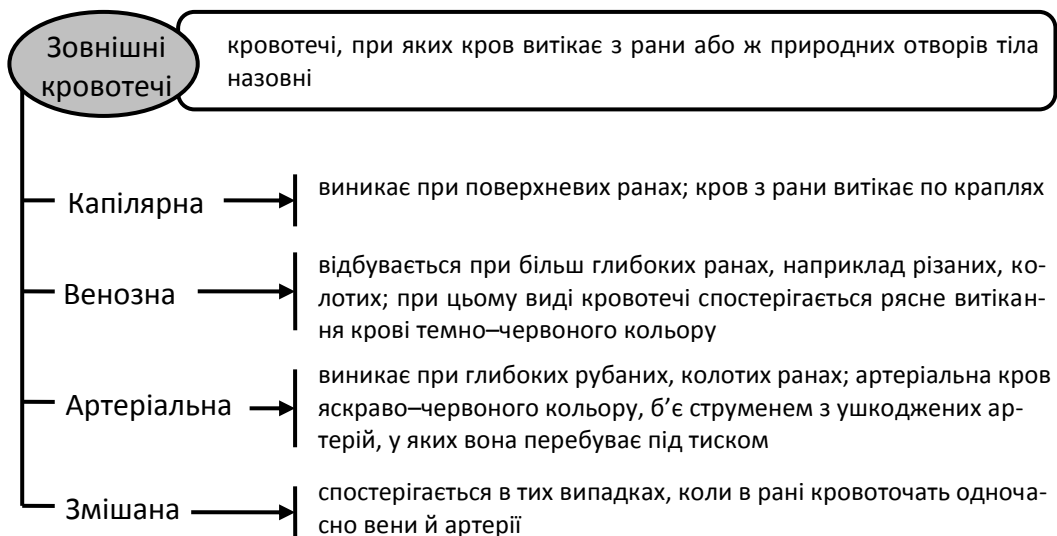 Зовнішні
кровотечі
кровотечі, при яких кров витікає з рани або ж природних отворів тіла
назовні
Капілярна
виникає при поверхневих ранах; кров з рани витікає по краплях
Венозна
відбувається при більш глибоких ранах, наприклад різаних, ко-
лотих; при цьому виді кровотечі спостерігається рясне витікан-
ня крові темно–червоного кольору
Артеріальна
виникає при глибоких рубаних, колотих ранах; артеріальна кров
яскраво–червоного кольору, б’є струменем з ушкоджених ар-
терій, у яких вона перебуває під тиском
Змішана
спостерігається в тих випадках, коли в рані кровоточать одноча-
сно вени й артерії